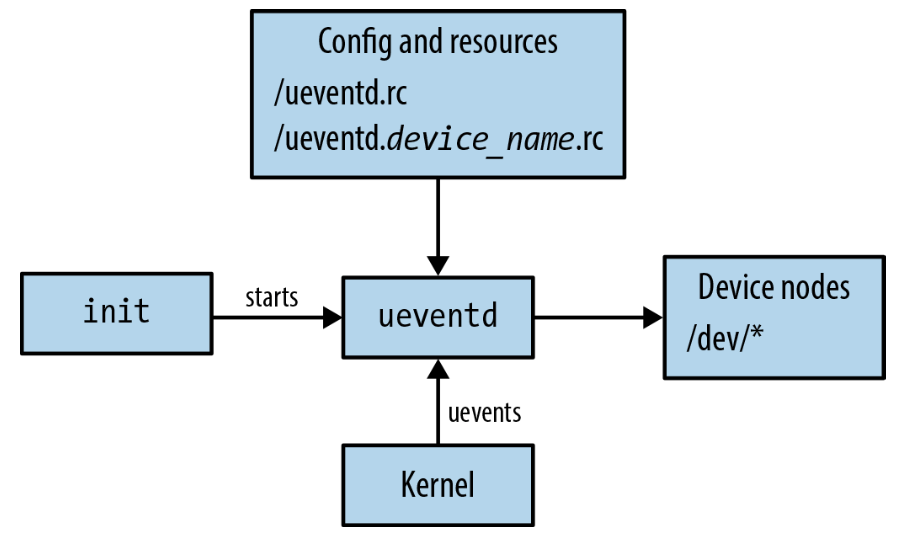 Config and resources
/ueventd.rc
/ueventd.device_name.rc
init
starts
ueventd
Device nodes
/dev/*
uevents
Kernel